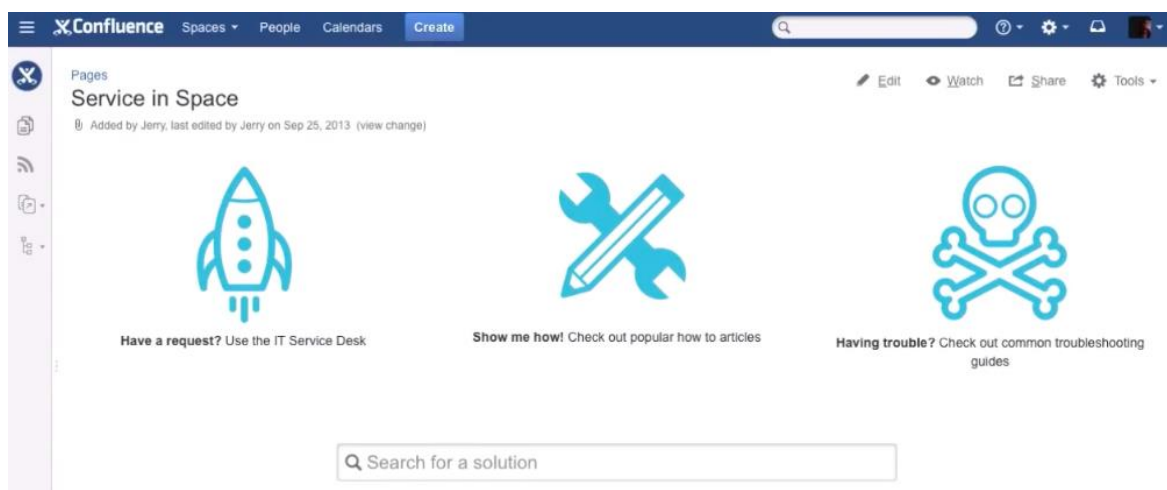 Confluence Spaces People Calendars Create
Pages
Edit Watch Share Tools
Service in Space
Added by Jerry, last edited by Jerry on Sep 25, 2013 (view change)
Have a request? Use the IT Service Desk
Show me how! Check out popular how to articles
Having trouble? Check out common troubleshooting
guides
Search for a solution